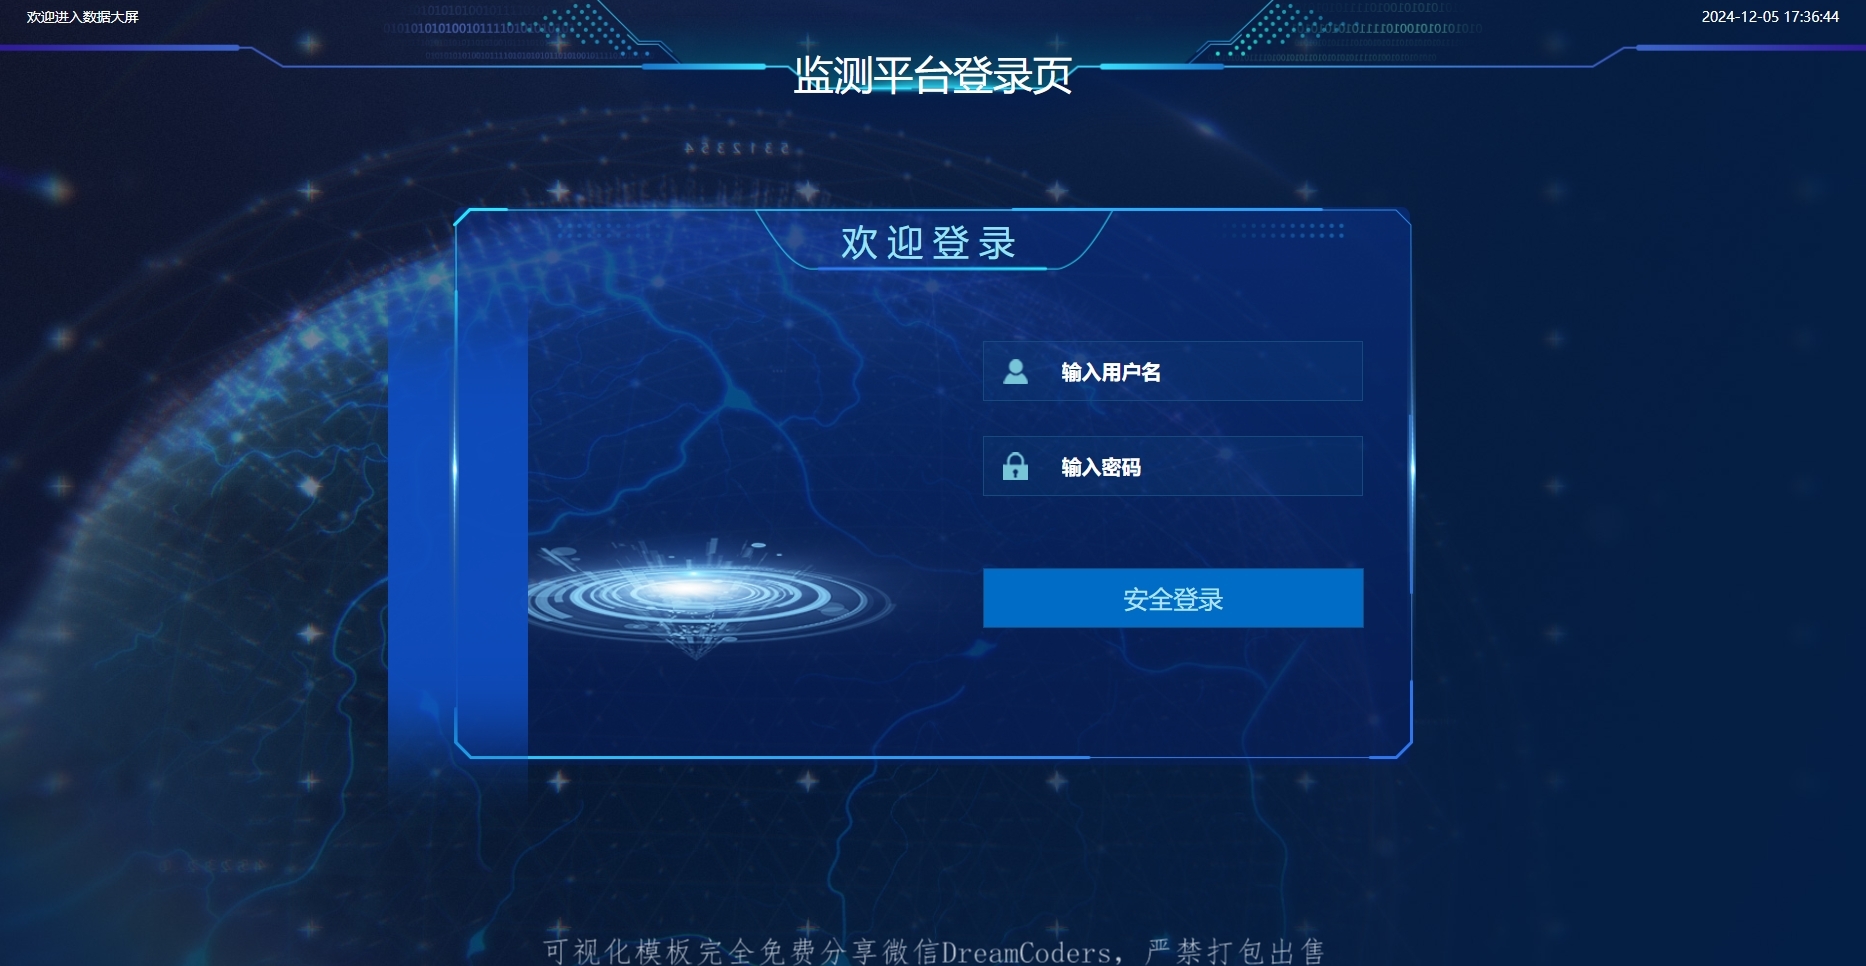 欢迎进入数据大屏
2024-12-05 17:36:44
监测平台登录页
欢迎登录
输入用户名
输入密码
安全登录
可视化模板完全免费分享微信DreamCoders，严禁打包出售